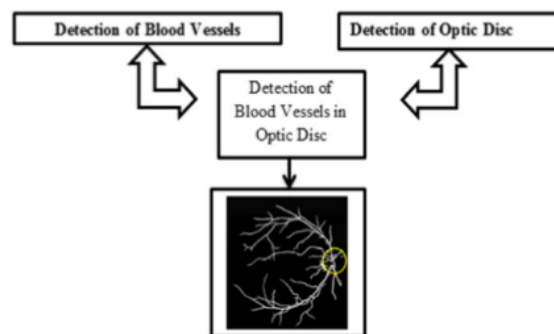 Detection of Blood Vessels
Detection of Optic Disc
Detection of
Blood Vessels in
Optic Disc